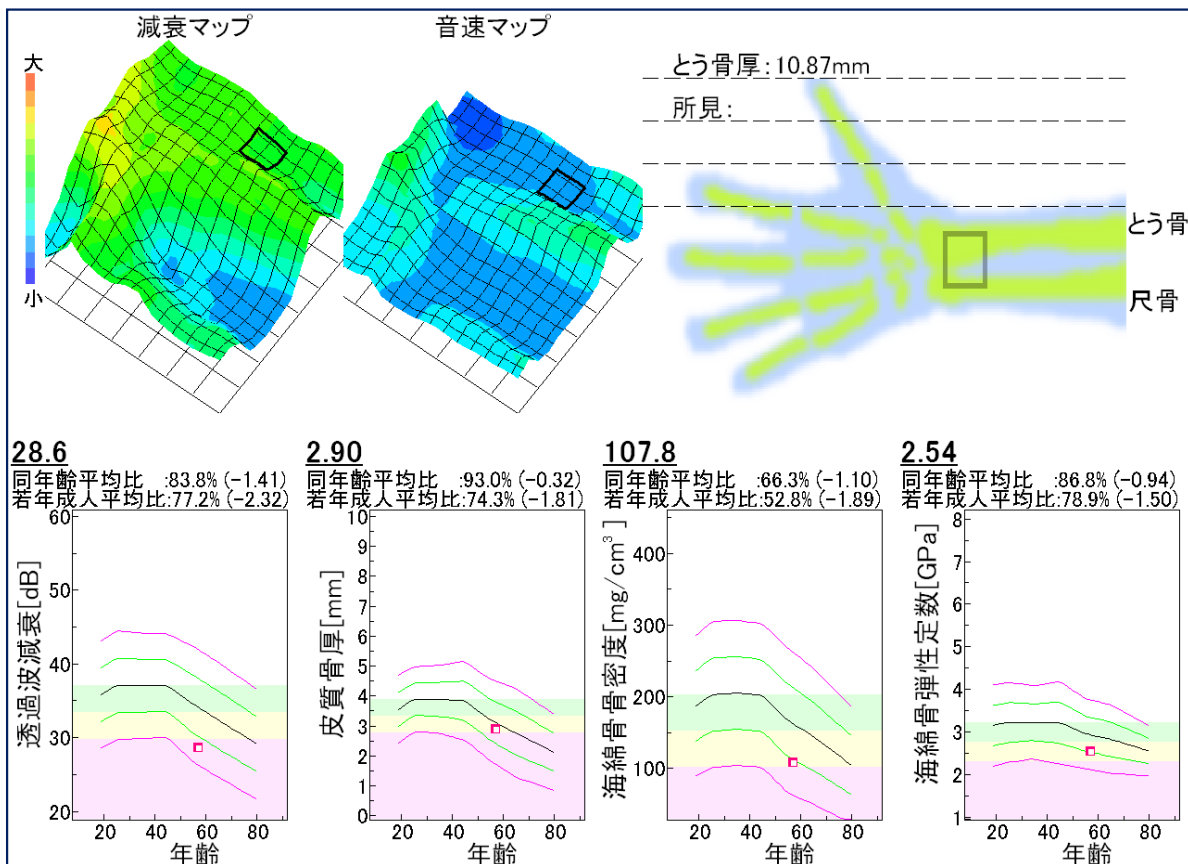 減衰マップ
音速マップ
大
小
とう骨厚:10.87mm
所見:
とう骨
尺骨
28.6
同年齢平均比 :83.8%(-1.41)
若年成人平均比:77.2%(-2.32)
透過波減衰[dB]
60
50
40
30
20
20 40 60 80
年齢
2.90
同年齢平均比 :93.0%(-0.32)
若年成人平均比:74.3%(-1.81)
皮質骨厚[mm]
10
9
8
7
6
5
4
3
2
1
0
20 40 60 80
年齢
107.8
同年齢平均比 :66.3%(-1.10)
若年成人平均比:52.8%(-1.89)
海綿骨骨密度[mg/cm³]
400
300
200
100
20 40 60 80
年齢
2.54
同年齢平均比 :86.8%(-0.94)
若年成人平均比:78.9%(-1.50)
海綿骨弾性定数[GPa]
8
7
6
5
4
3
2
1
20 40 60 80
年齢